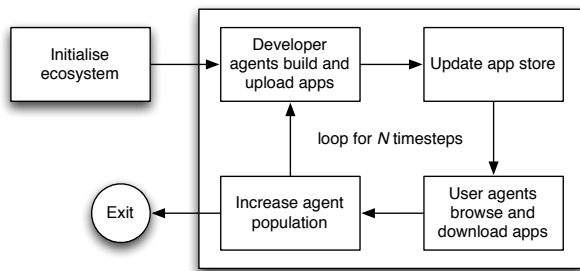 Initialise
ecosystem
Developer
agents build and
upload apps
Update app store
loop for N timesteps
Exit
Increase agent
population
User agents
browse and
download apps